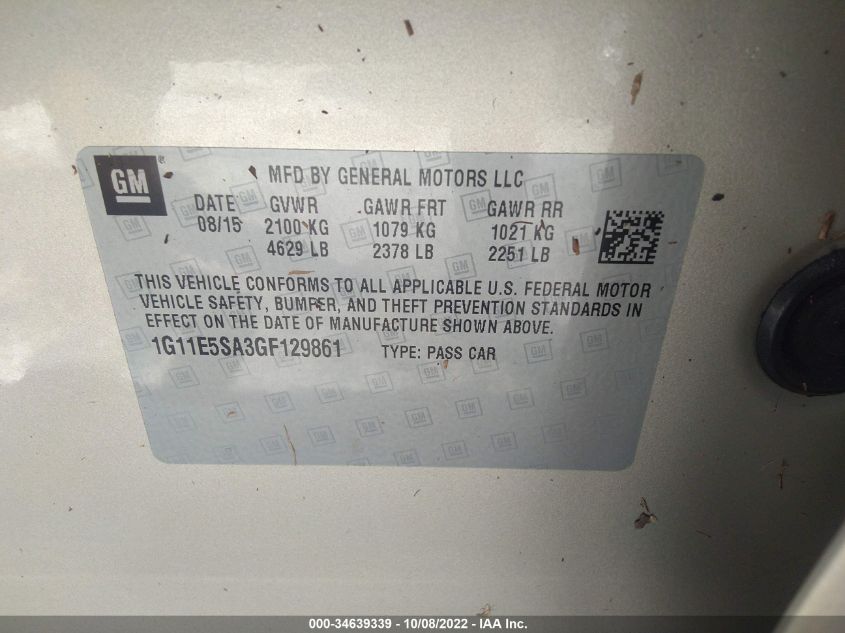 GM ®
MFD BY GENERAL MOTORS LLC
DATE GVWR GAWR FRT GAWR RR
08/15 2100 KG 1079 KG 1021 KG
4629 LB 2378 LB 2251 LB
THIS VEHICLE CONFORMS TO ALL APPLICABLE U.S. FEDERAL MOTOR
VEHICLE SAFETY, BUMPER, AND THEFT PREVENTION STANDARDS IN
EFFECT ON THE DATE OF MANUFACTURE SHOWN ABOVE.
1G11E5SA3GF129861 TYPE: PASS CAR
000-34639339 - 10/08/2022 - IAA Inc.